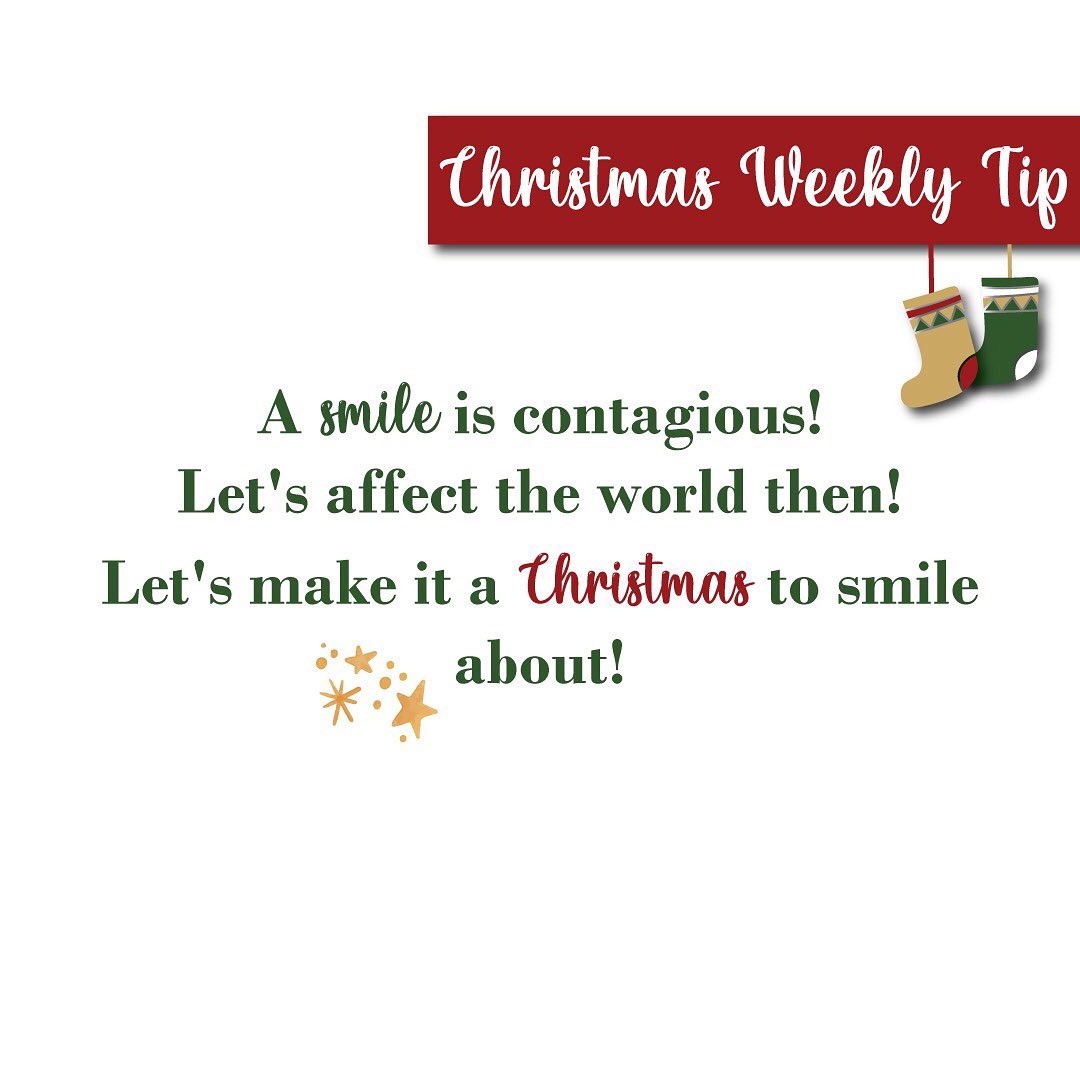 Christmas Weekly Tip
A smile is contagious!
Let's affect the world then!
Let's make it a Christmas to smile
about!